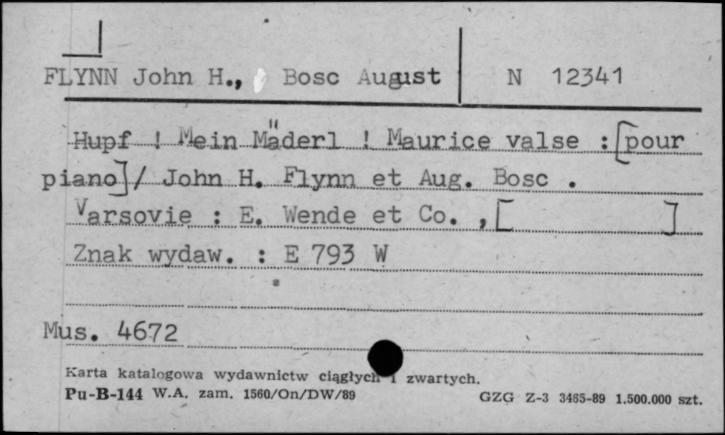 FLYNN John H., Bosc August N 12341
Hupf ! Mein Mäderl ! Maurice valse : [pour
piano] / John H. Flynn et Aug. Bosc .
Varsovie : E. Wende et Co. , [ ]
Znak wydaw. : E 793 W
Mus. 4672
Karta katalogowa wydawnictw ciągłych i zwartych.
Pu-B-144 W.A. zam. 1560/On/DW/89 GZG Z-3 3465-89 1.500.000 szt.